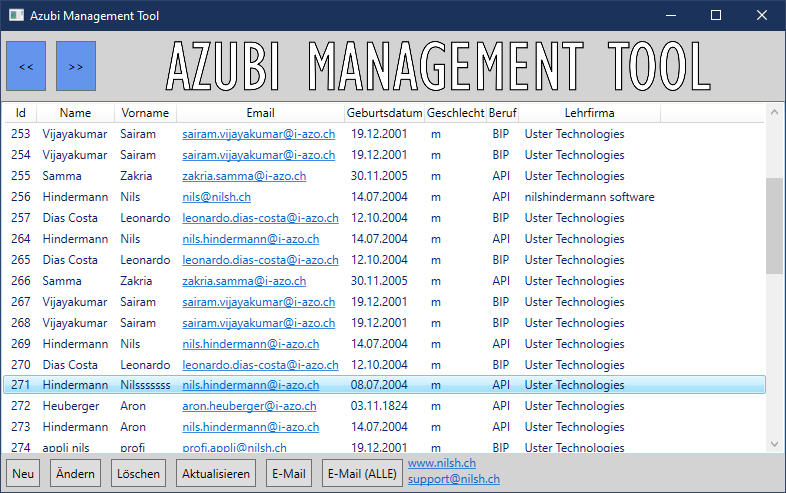 Azubi Management Tool
<< >> AZUBI MANAGEMENT TOOL
Id Name Vorname Email Geburtsdatum Geschlecht Beruf Lehrfirma
253 Vijayakumar Sairam sairam.vijayakumar@i-azo.ch 19.12.2001 m BIP Uster Technologies
254 Vijayakumar Sairam sairam.vijayakumar@i-azo.ch 19.12.2001 m BIP Uster Technologies
255 Samma Zakria zakria.samma@i-azo.ch 30.11.2005 m API Uster Technologies
256 Hindermann Nils nils@nilsh.ch 14.07.2004 m API nilshindermann software
257 Dias Costa Leonardo leonardo.dias-costa@i-azo.ch 12.10.2004 m BIP Uster Technologies
264 Hindermann Nils nils.hindermann@i-azo.ch 14.07.2004 m API Uster Technologies
265 Dias Costa Leonardo leonardo.dias-costa@i-azo.ch 12.10.2004 m BIP Uster Technologies
266 Samma Zakria zakria.samma@i-azo.ch 30.11.2005 m API Uster Technologies
267 Vijayakumar Sairam sairam.vijayakumar@i-azo.ch 19.12.2001 m BIP Uster Technologies
268 Vijayakumar Sairam sairam.vijayakumar@i-azo.ch 19.12.2001 m BIP Uster Technologies
269 Hindermann Nils nils.hindermann@i-azo.ch 14.07.2004 m API Uster Technologies
270 Dias Costa Leonardo leonardo.dias-costa@i-azo.ch 12.10.2004 m BIP Uster Technologies
271 Hindermann Nilsssssss nils.hindermann@i-azo.ch 08.07.2004 m API Uster Technologies
272 Heuberger Aron aron.heuberger@i-azo.ch 03.11.1824 m API Uster Technologies
273 Hindermann Aron nils.hindermann@i-azo.ch 14.07.2004 m API Uster Technologies
274 appli nils profi profi.appli@nilsh.ch 19.12.2001 m BIP Uster Technologies
Neu Ändern Löschen Aktualisieren E-Mail E-Mail (ALLE) www.nilsh.ch
support@nilsh.ch